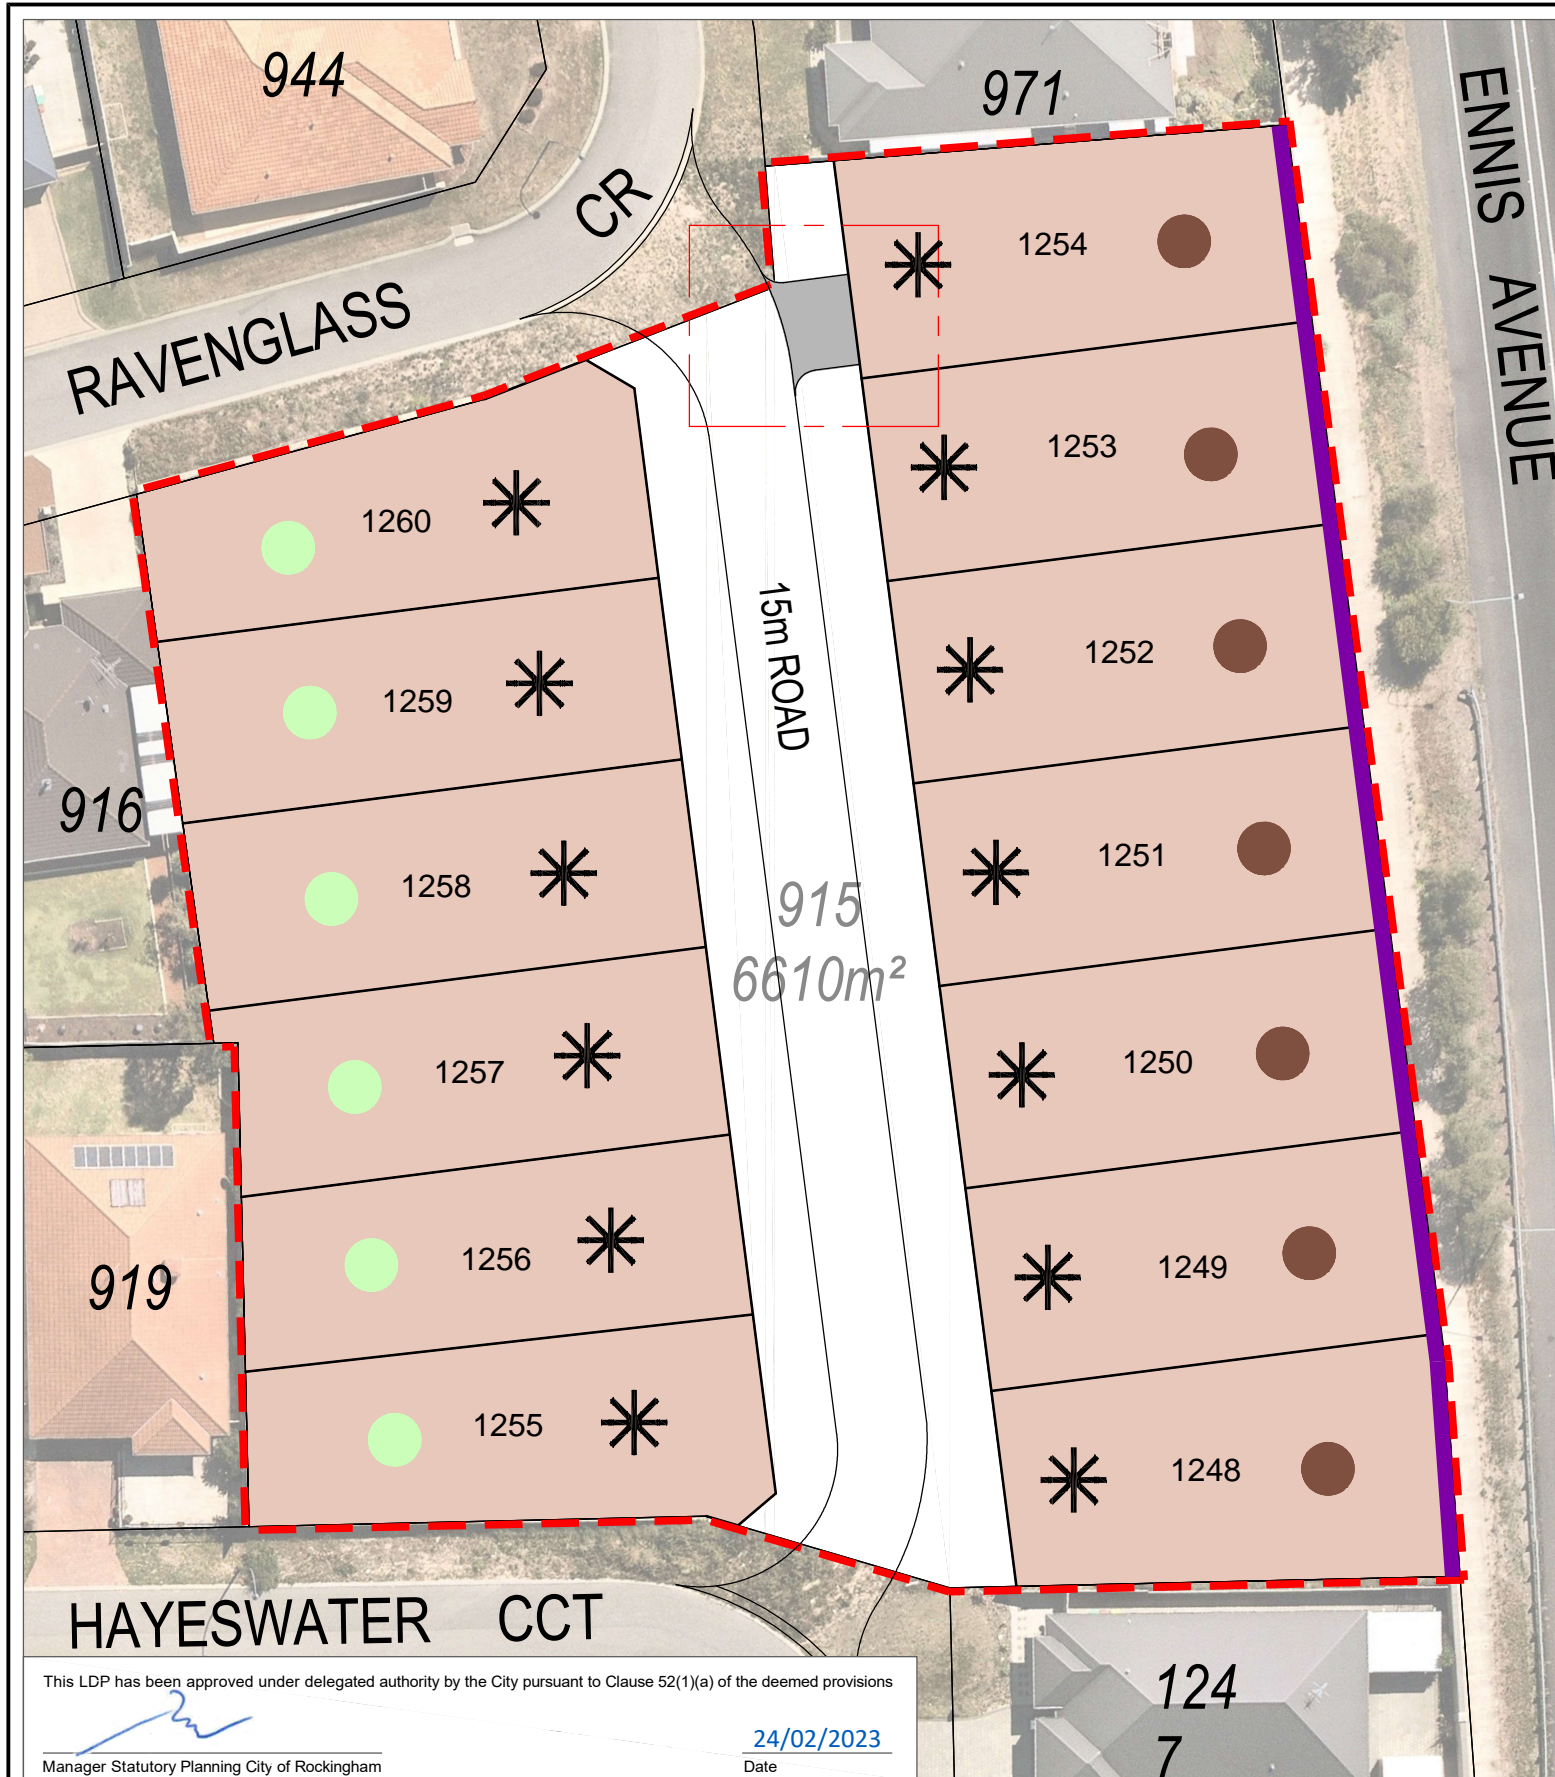 944
971
ENNIS AVENUE
RAVENGLASS CR
1254
1253
1260
15m ROAD
1252
1259
916
1251
1258
915
6610m²
1257
1250
919
1256
1249
1255
1248
HAYESWATER CCT
124
7
This LDP has been approved under delegated authority by the City pursuant to Clause 52(1)(a) of the deemed provisions
24/02/2023
Manager Statutory Planning City of Rockingham
Date